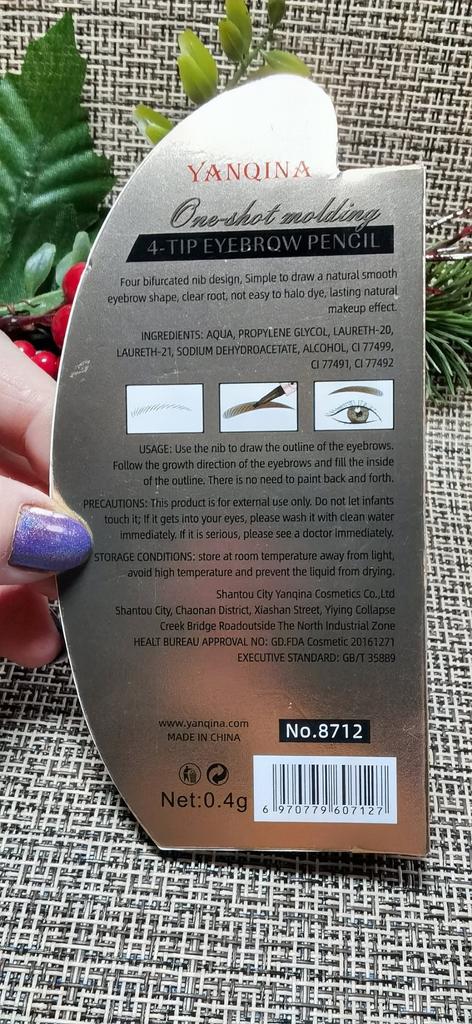 YANQINA
One-shot molding
4-TIP EYEBROW PENCIL
Four bifurcated nib design, Simple to draw a natural smooth
eyebrow shape, clear root, not easy to halo dye, lasting natural
makeup effect.
INGREDIENTS: AQUA, PROPYLENE GLYCOL, LAURETH-20,
LAURETH-21, SODIUM DEHYDROACETATE, ALCOHOL, CI 77499,
CI 77491, CI 77492
USAGE: Use the nib to draw the outline of the eyebrows.
Follow the growth direction of the eyebrows and fill the inside
of the outline. There is no need to paint back and forth.
PRECAUTIONS: This product is for external use only. Do not let infants
touch it; If it gets into your eyes, please wash it with clean water
immediately. If it is serious, please see a doctor immediately.
STORAGE CONDITIONS: store at room temperature away from light,
avoid high temperature and prevent the liquid from drying.
Shantou City Yanqina Cosmetics Co.,Ltd
Shantou City, Chaonan District, Xiashan Street, Yiying Collapse
Creek Bridge Roadoutside The North Industrial Zone
HEALT BUREAU APPROVAL NO: GD.FDA Cosmetic 20161271
EXECUTIVE STANDARD: GB/T 35889
www.yanqina.com
MADE IN CHINA
No.8712
Net:0.4g
6 970779 607127